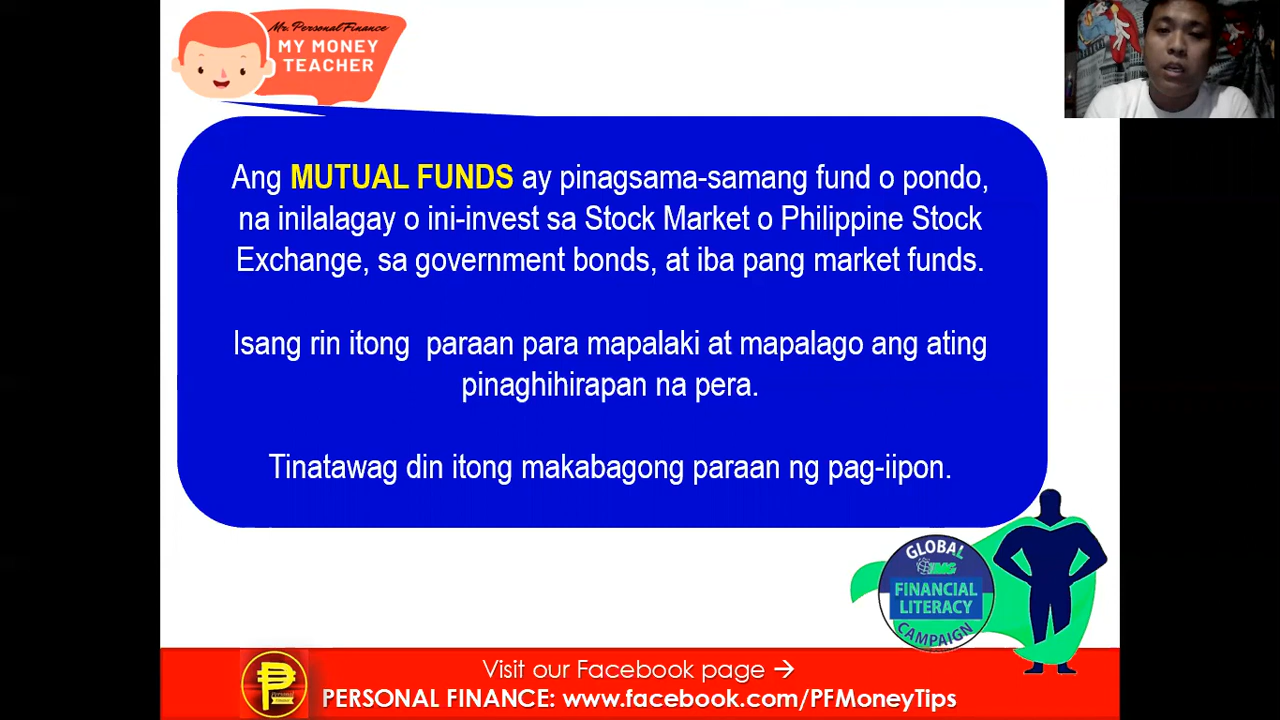 Mr. Personal Finance
MY MONEY
TEACHER
Ang MUTUAL FUNDS ay pinagsama-samang fund o pondo,
na inilalagay o ini-invest sa Stock Market o Philippine Stock
Exchange, sa government bonds, at iba pang market funds.
Isang rin itong paraan para mapalaki at mapalago ang ating
pinaghihirapan na pera.
Tinatawag din itong makabagong paraan ng pag-iipon.
GLOBAL
IMG
FINANCIAL
LITERACY
CAMPAIGN
Visit our Facebook page →
PERSONAL FINANCE: www.facebook.com/PFMoneyTips